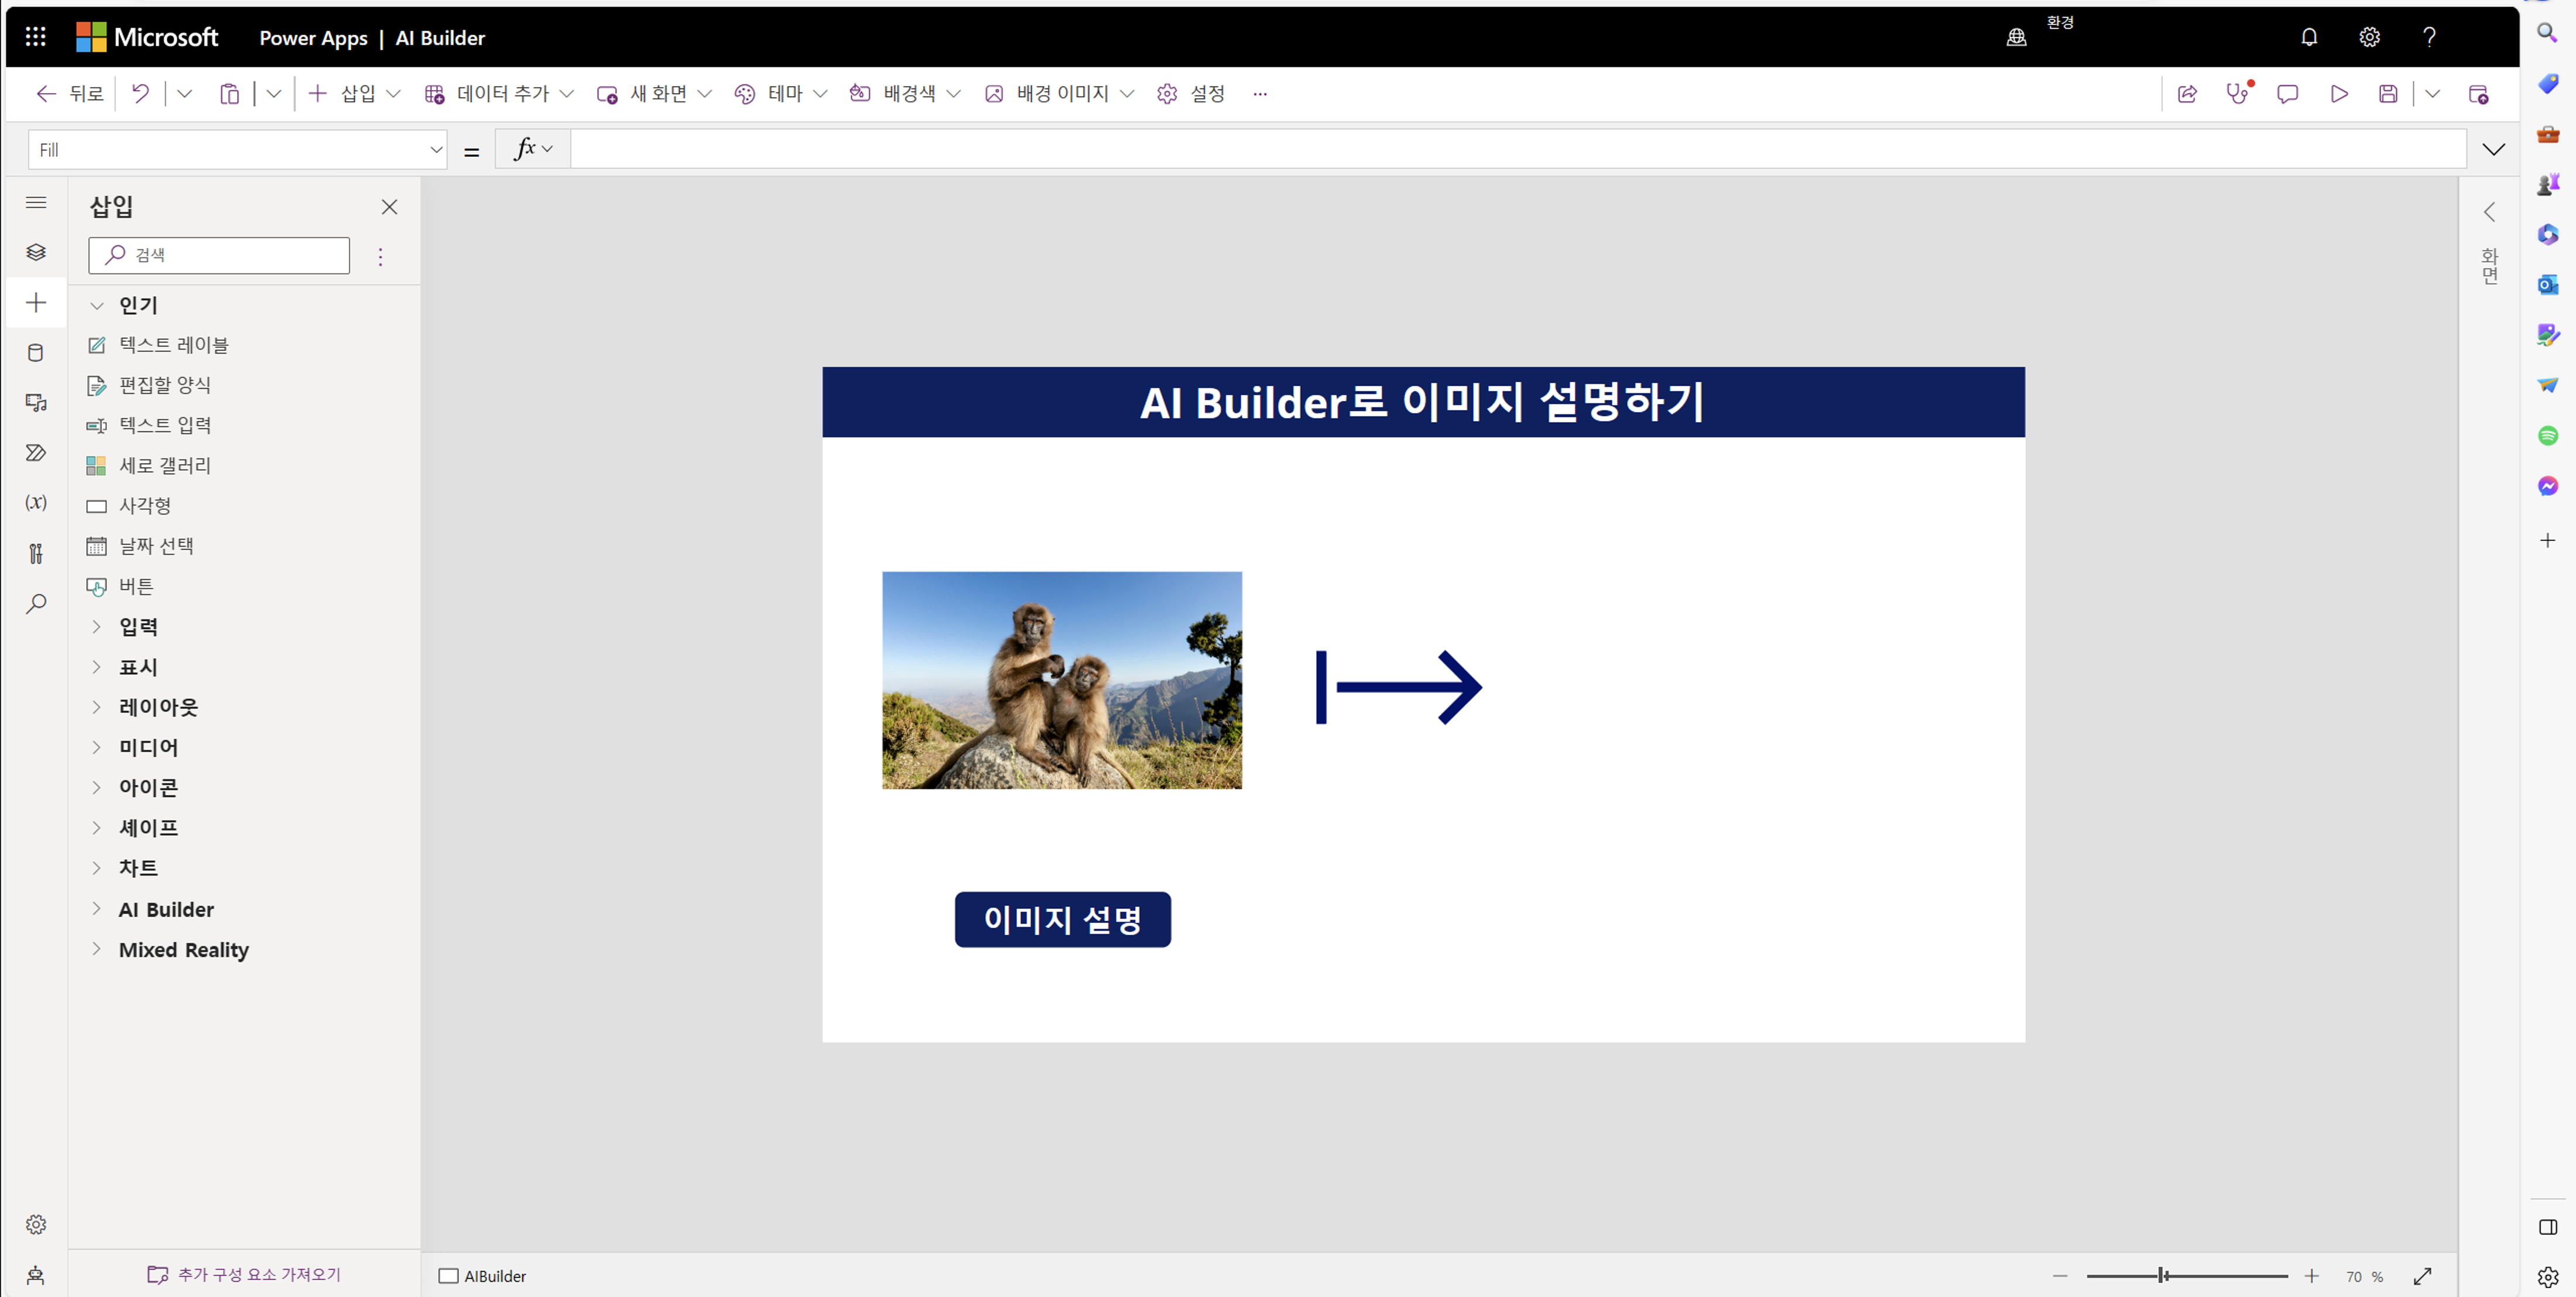 Microsoft
Power Apps | AI Builder
환경
뒤로
삽입
데이터 추가
새 화면
테마
배경색
배경 이미지
설정
...
Fill
=
fx
삽입
검색
인기
텍스트 레이블
편집할 양식
텍스트 입력
세로 갤러리
사각형
날짜 선택
버튼
입력
표시
레이아웃
미디어
아이콘
셰이프
차트
AI Builder
Mixed Reality
추가 구성 요소 가져오기
AI Builder로 이미지 설명하기
이미지 설명
화면
AIBuilder
70 %